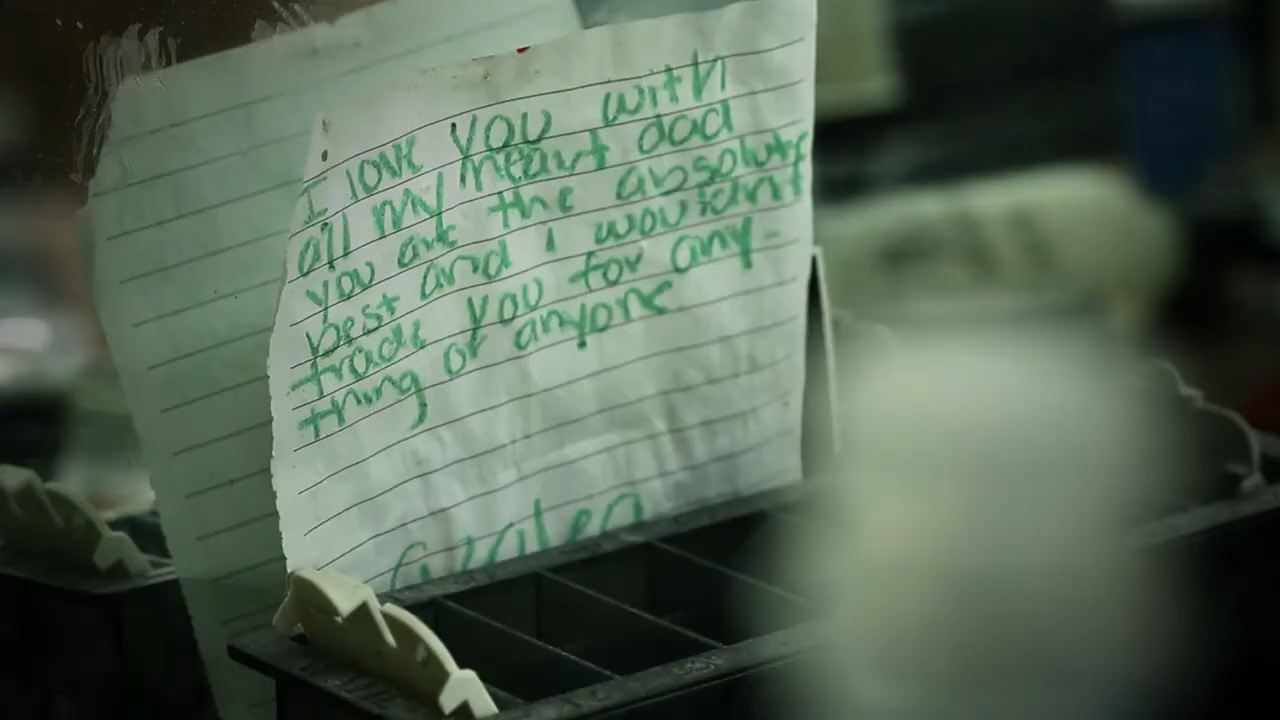 I love you with
all my heart dad
you are the absolute
best and i wouldn't
trade you for any-
thing or anyone
Azalea